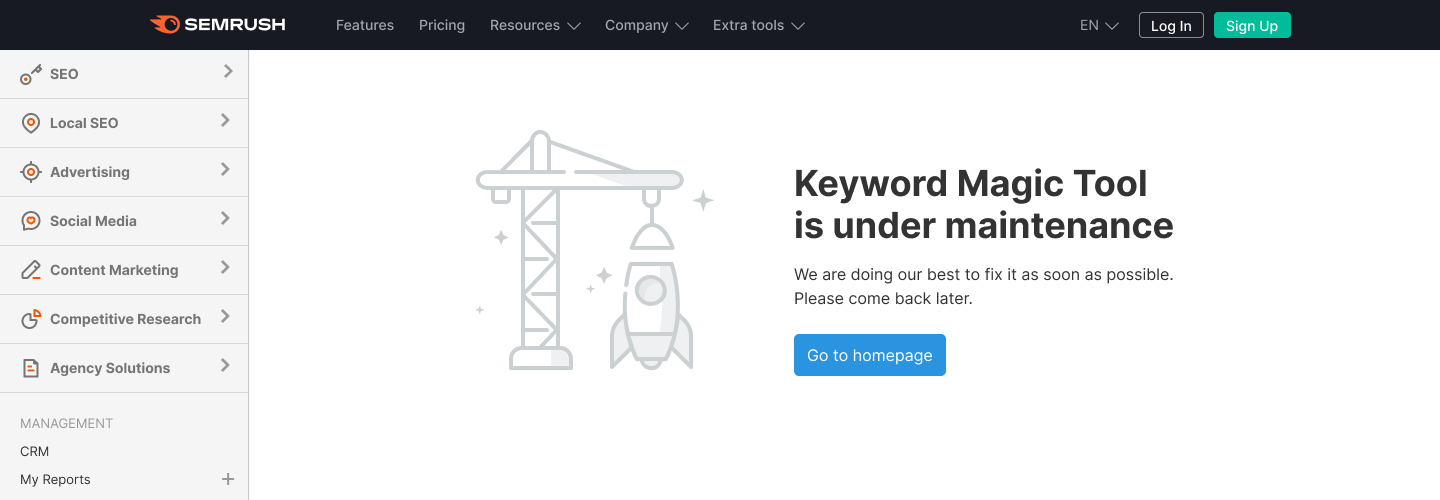 SEMRUSH
Features
Pricing
Resources
Company
Extra tools
EN
Log In
Sign Up
SEO
Local SEO
Advertising
Social Media
Content Marketing
Competitive Research
Agency Solutions
MANAGEMENT
CRM
My Reports
Keyword Magic Tool
is under maintenance
We are doing our best to fix it as soon as possible.
Please come back later.
Go to homepage